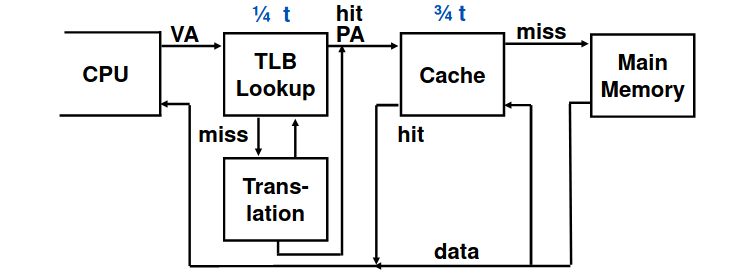 ¼ t
hit
¾ t
VA
PA
miss
CPU
TLB
Lookup
Cache
Main
Memory
miss
hit
Trans-
lation
data